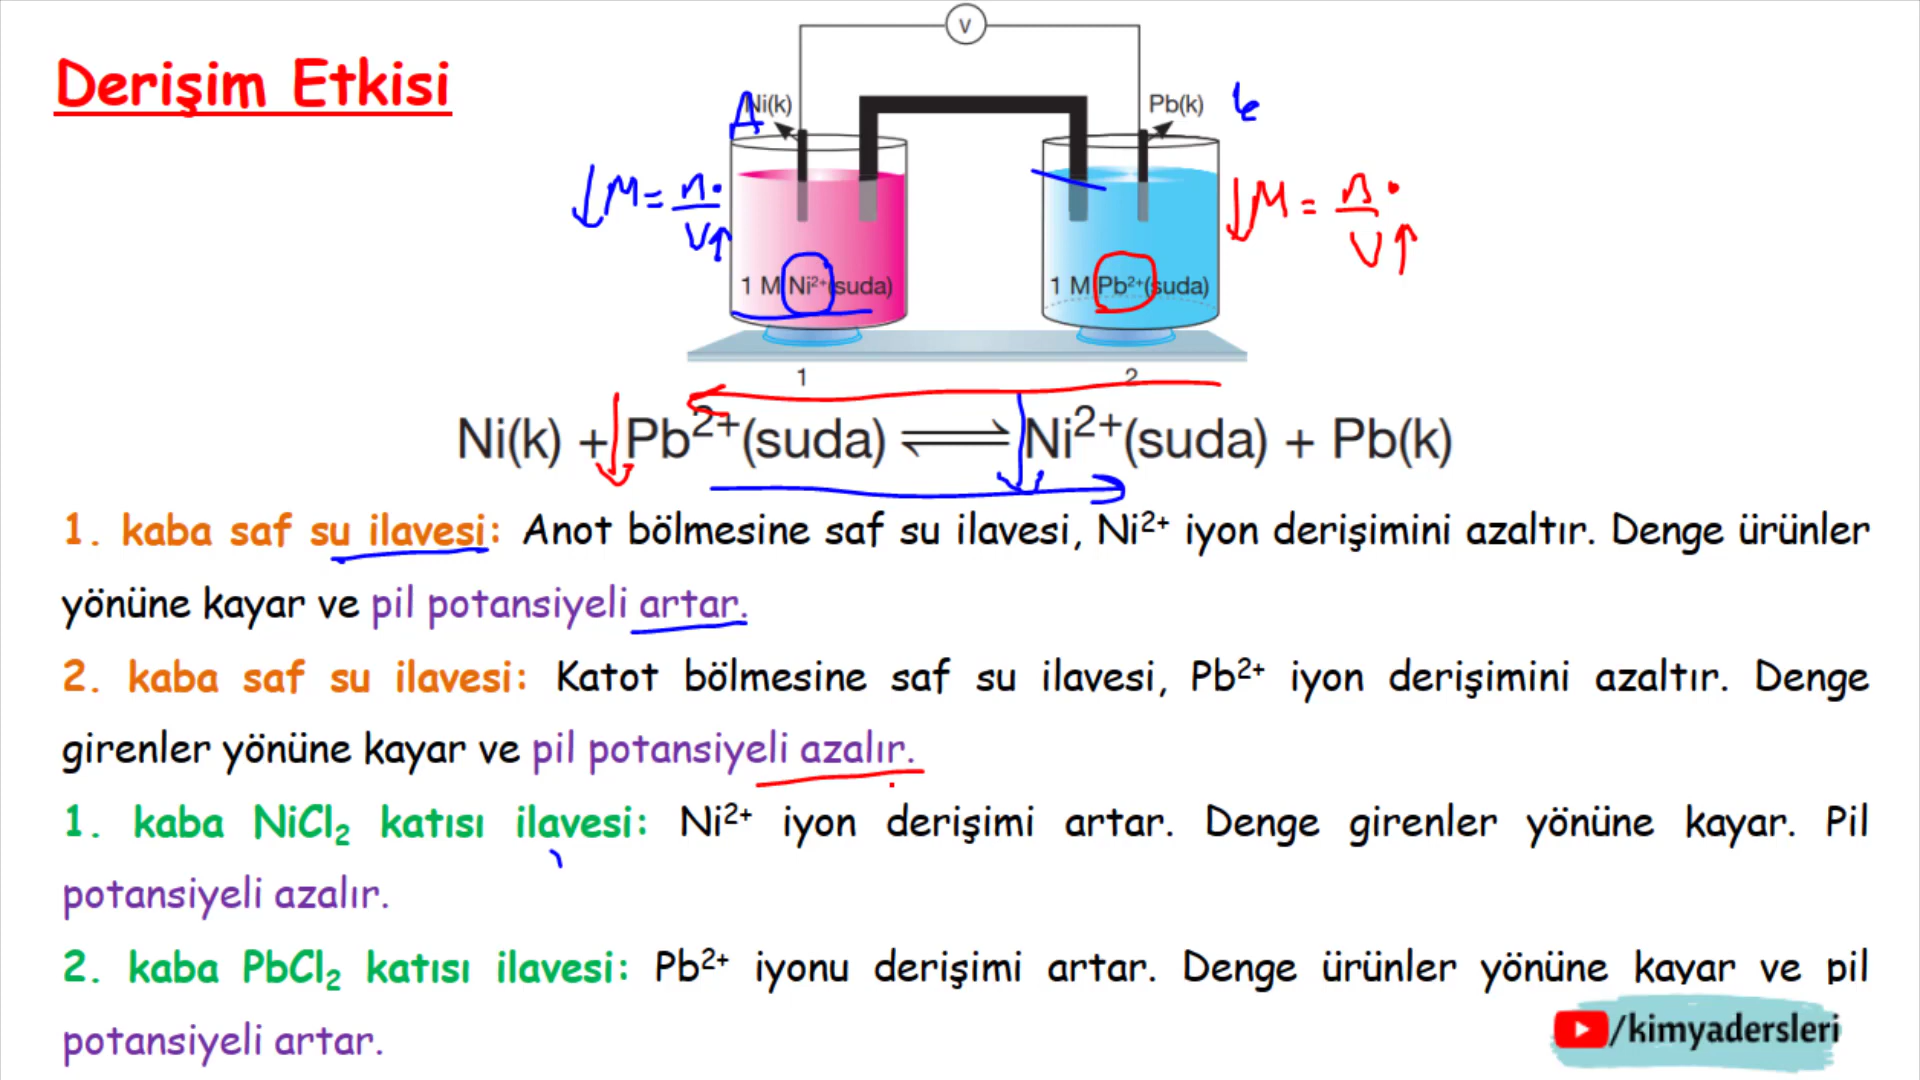 V
Derişim Etkisi
A Ni(k)
Pb(k)
↓M = n / V↑
↓M = n / V↑
1 M Ni²⁺(suda)
1 M Pb²⁺(suda)
1
2
Ni(k) + Pb²⁺(suda) ⇌ Ni²⁺(suda) + Pb(k)
1. kaba saf su ilavesi: Anot bölmesine saf su ilavesi, Ni²⁺ iyon derişimini azaltır. Denge ürünler
yönüne kayar ve pil potansiyeli artar.
2. kaba saf su ilavesi: Katot bölmesine saf su ilavesi, Pb²⁺ iyon derişimini azaltır. Denge
girenler yönüne kayar ve pil potansiyeli azalır.
1. kaba NiCl₂ katısı ilavesi: Ni²⁺ iyon derişimi artar. Denge girenler yönüne kayar. Pil
potansiyeli azalır.
2. kaba PbCl₂ katısı ilavesi: Pb²⁺ iyonu derişimi artar. Denge ürünler yönüne kayar ve pil
potansiyeli artar.
/kimyadersleri